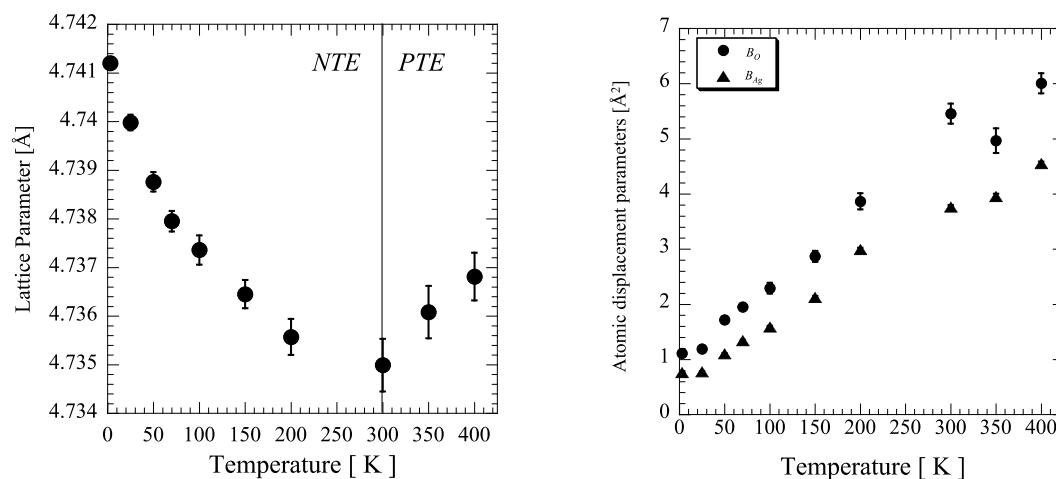 4.742
4.741
4.74
4.739
4.738
4.737
4.736
4.735
4.734
Lattice Parameter [Å]
NTE PTE
0 50 100 150 200 250 300 350 400
Temperature [ K ]
7
6
5
4
3
2
1
0
Atomic displacement parameters [Å²]
B_O
B_Ag
0 50 100 150 200 250 300 350 400
Temperature [ K ]